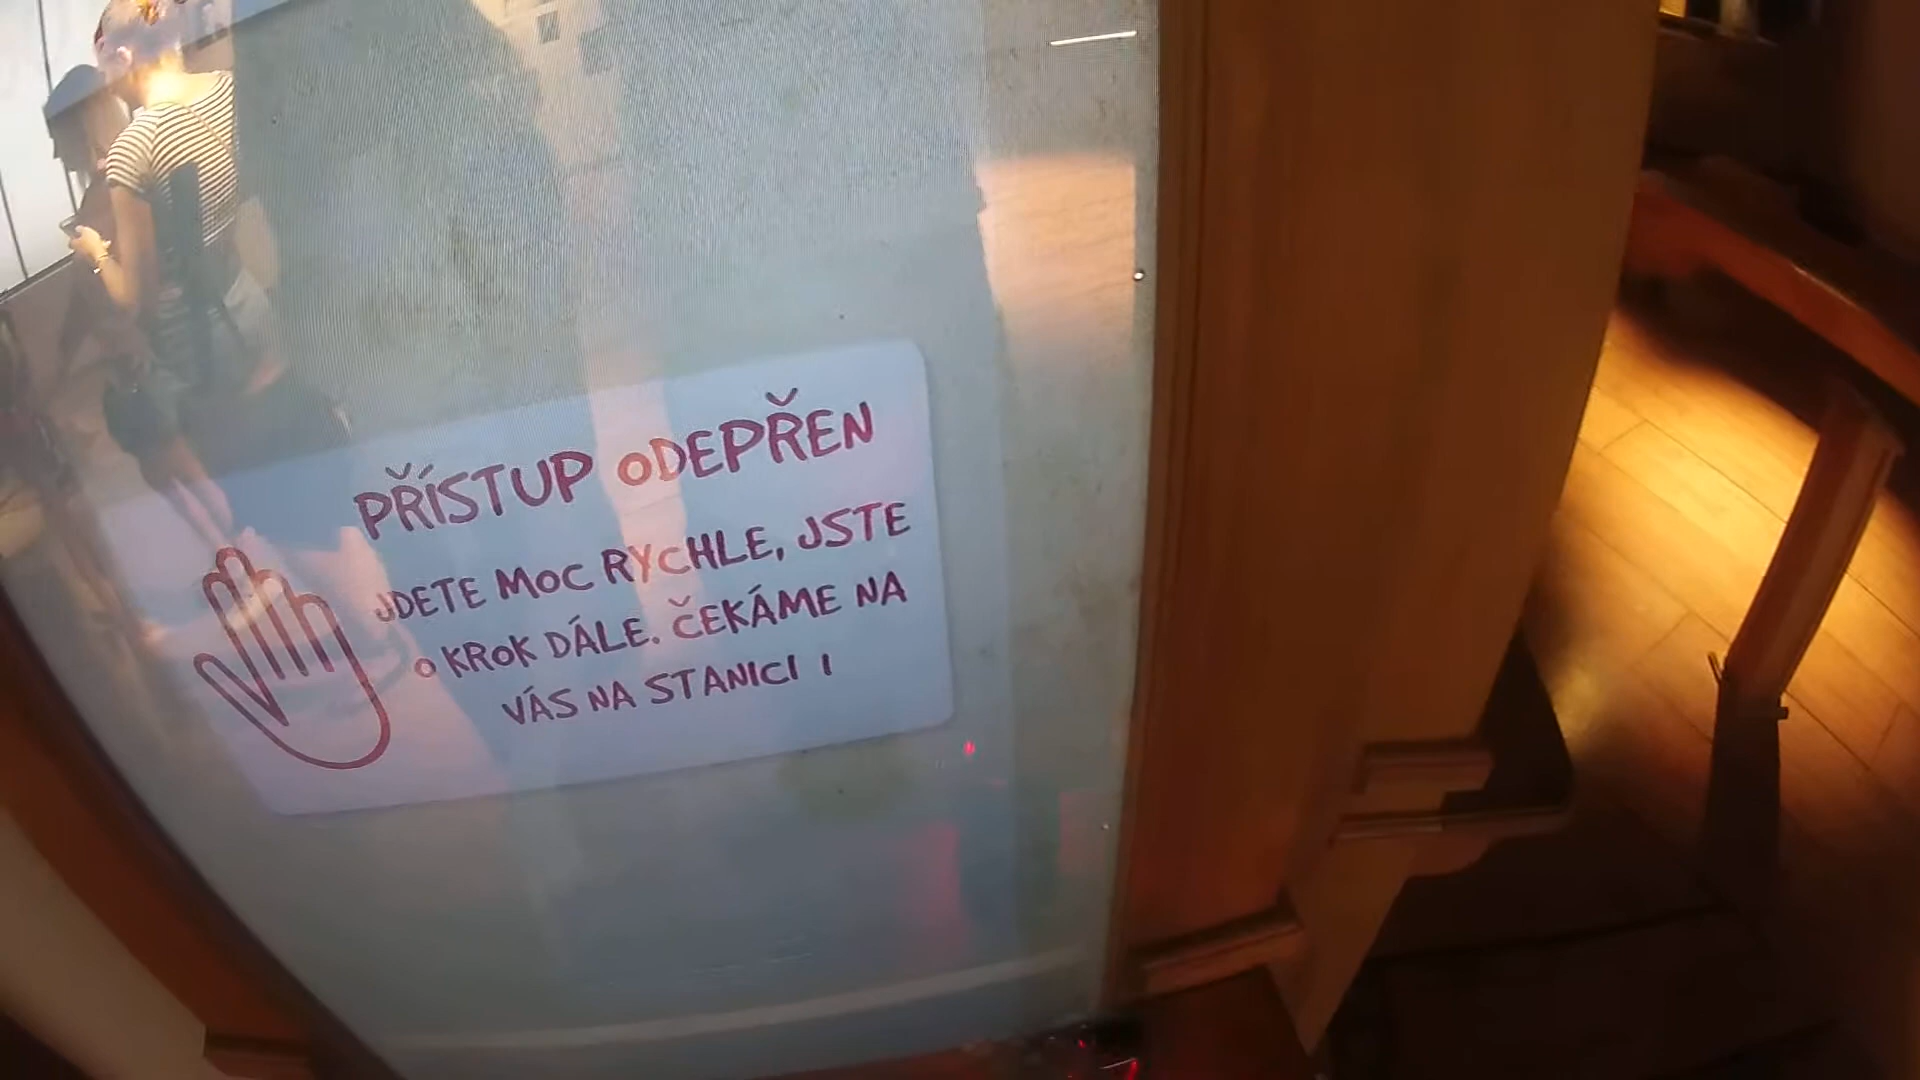 PŘÍSTUP ODEPŘEN
JDETE MOC RYCHLE, JSTE
O KROK DÁLE. ČEKÁME NA
VÁS NA STANICI 1